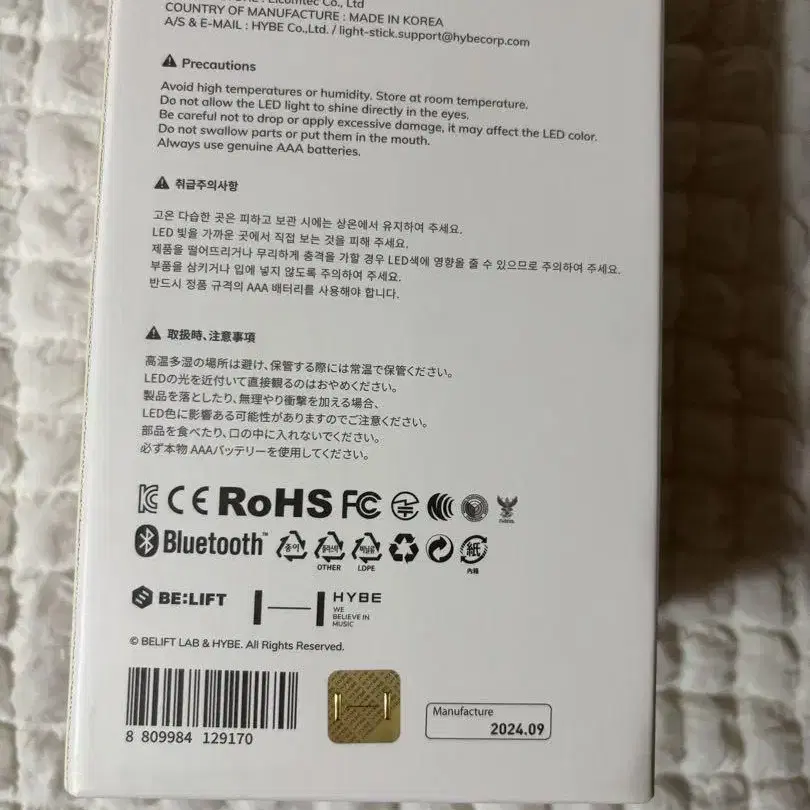 Co., Ltd
COUNTRY OF MANUFACTURE : MADE IN KOREA
A/S & E-MAIL : HYBE Co.,Ltd. / light-stick.support@hybecorp.com
Precautions
Avoid high temperatures or humidity. Store at room temperature.
Do not allow the LED light to shine directly in the eyes.
Be careful not to drop or apply excessive damage, it may affect the LED color.
Do not swallow parts or put them in the mouth.
Always use genuine AAA batteries.
취급주의사항
고온 다습한 곳은 피하고 보관 시에는 상온에서 유지하여 주세요.
LED 빛을 가까운 곳에서 직접 보는 것을 피해 주세요.
제품을 떨어뜨리거나 무리하게 충격을 가할 경우 LED색에 영향을 줄 수 있으므로 주의하여 주세요.
부품을 삼키거나 입에 넣지 않도록 주의하여 주세요.
반드시 정품 규격의 AAA 배터리를 사용해야 합니다.
取扱時、注意事項
高温多湿の場所は避け、保管する際には常温で保管ください。
LEDの光を近付いて直接観るのはおやめください。
製品を落としたり、無理やり衝撃を加える場合、
LED色に影響ある可能性がありますのでご注意ください。
部品を食べたり、口の中に入れないでください。
必ず本物 AAAバッテリーを使用してください。
CE RoHS FC
Bluetooth™ 종이 플라스틱 비닐류 紙
OTHER LDPE 内箱
BE:LIFT HYBE
WE
BELIEVE IN
MUSIC
© BELIFT LAB & HYBE. All Rights Reserved.
8 809984 129170
Manufacture
2024.09